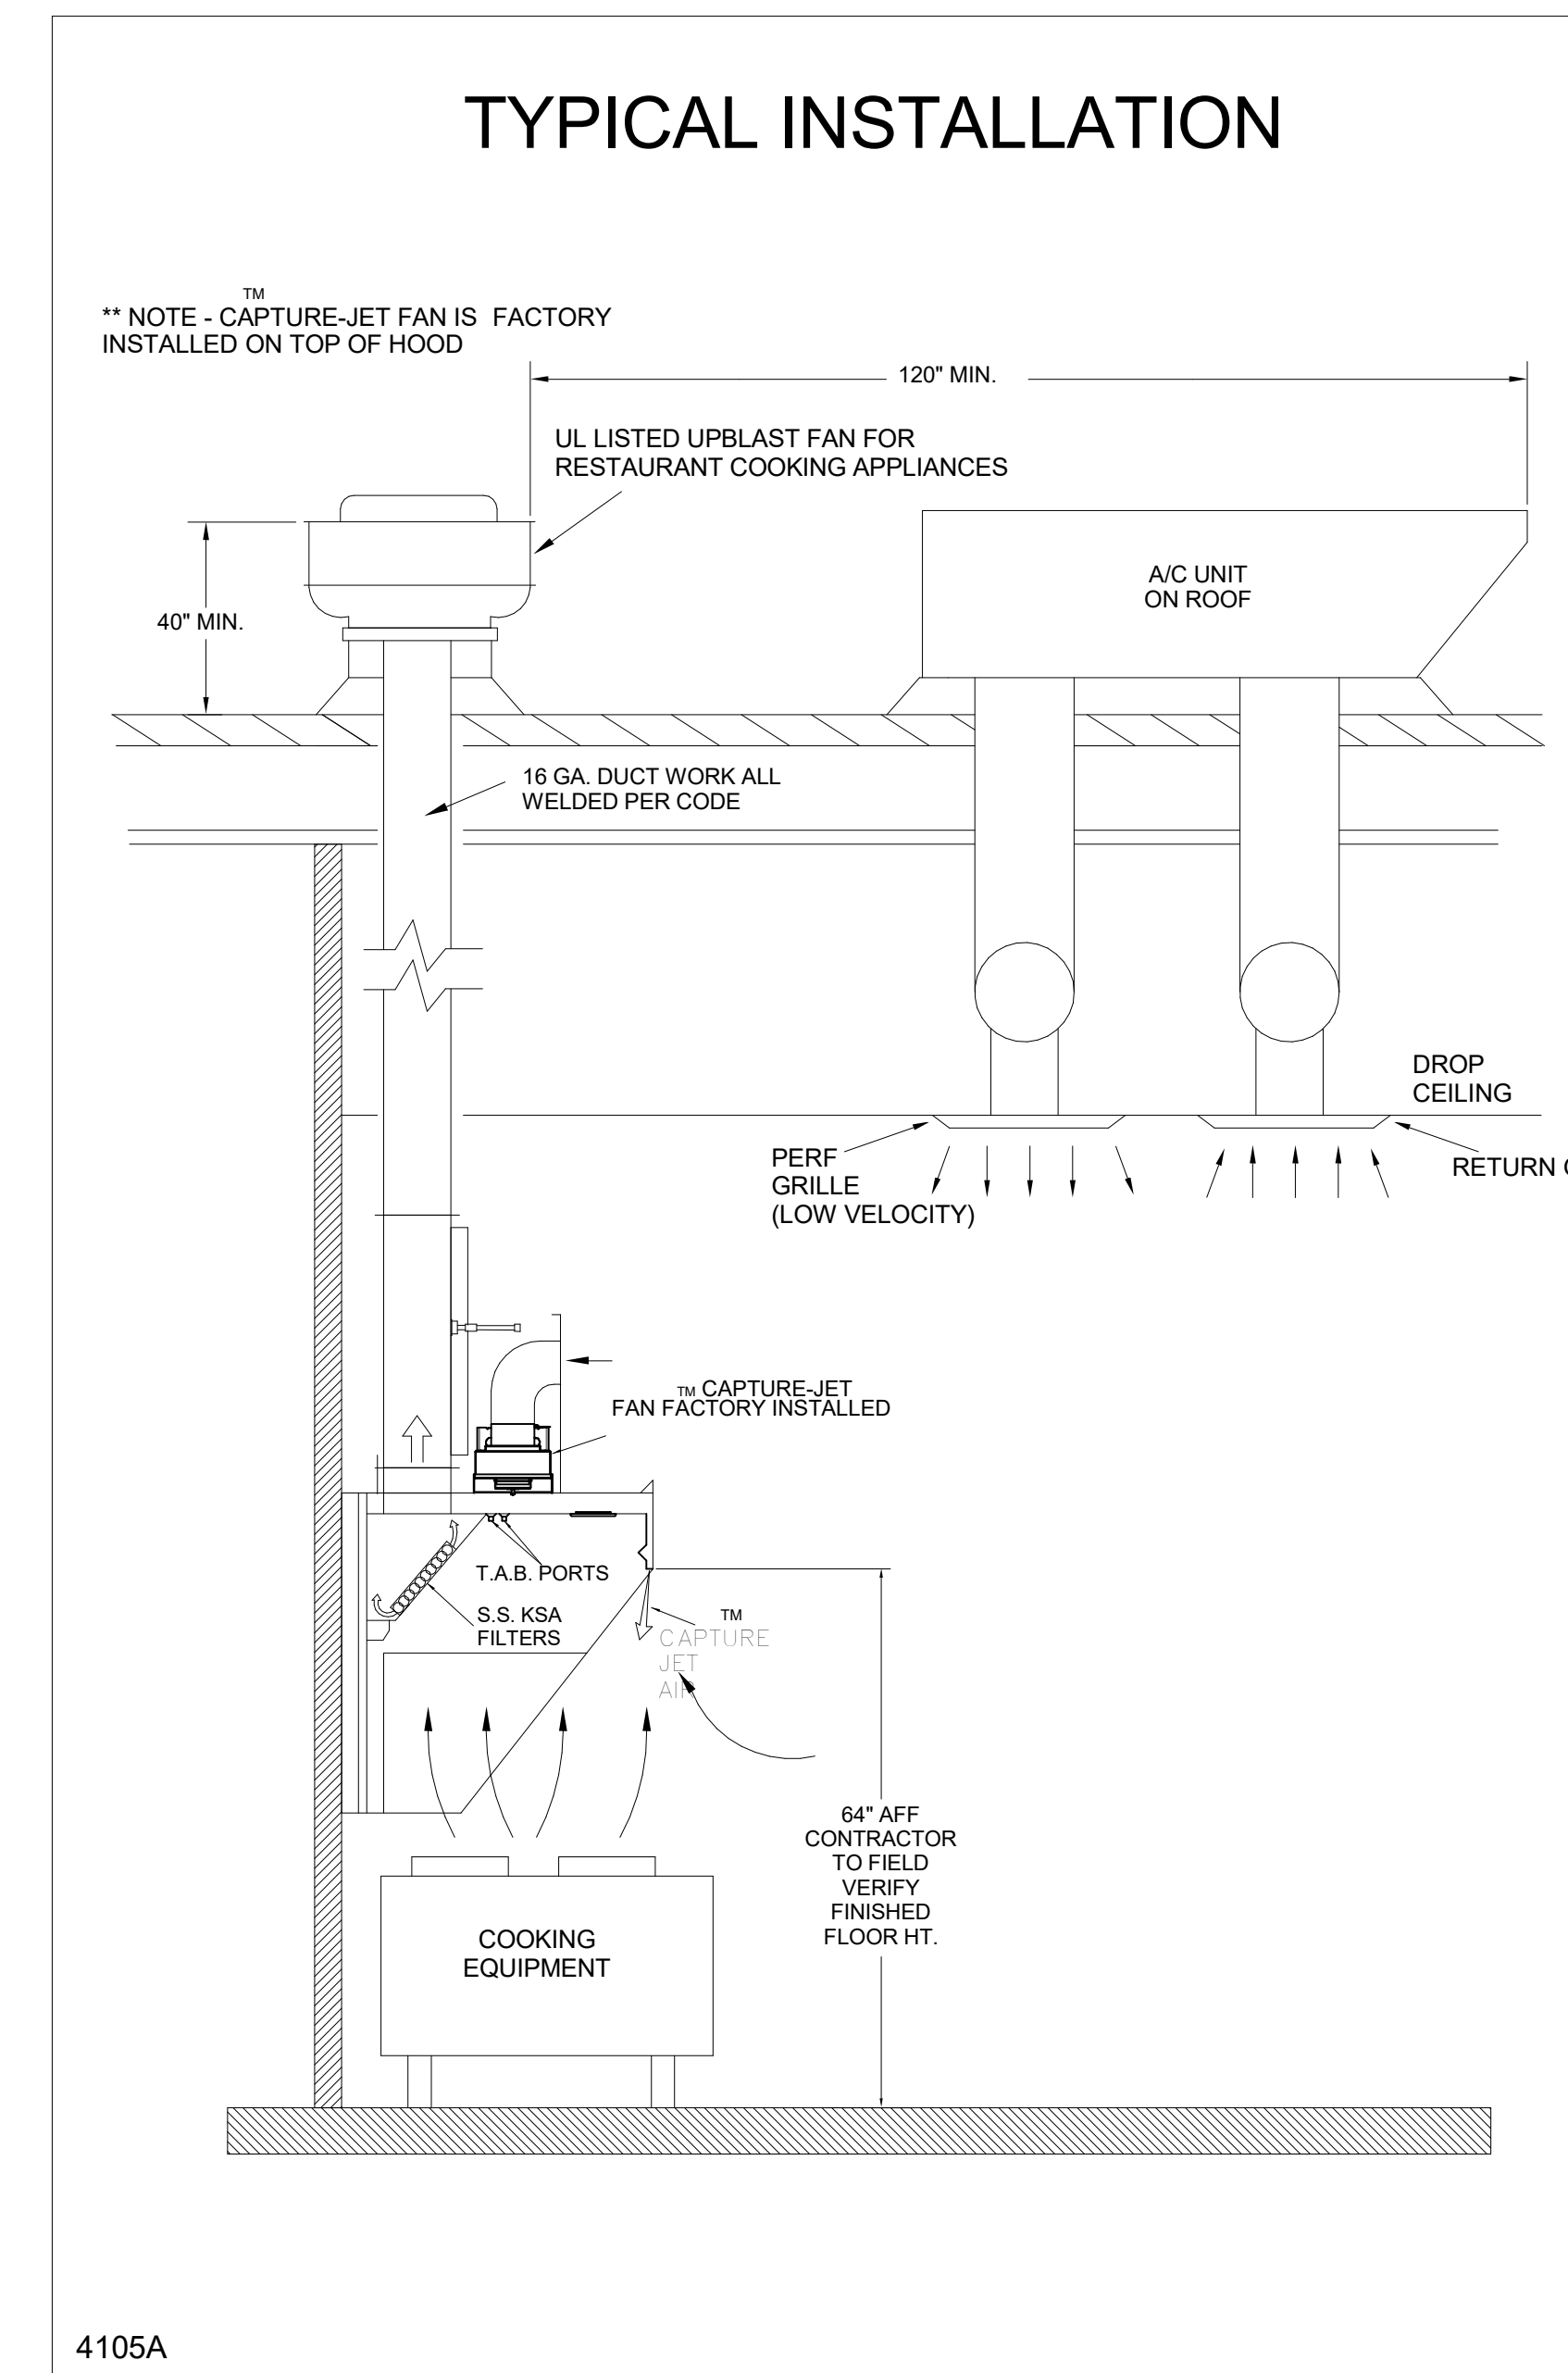 TYPICAL INSTALLATION
TM
** NOTE - CAPTURE-JET FAN IS FACTORY
INSTALLED ON TOP OF HOOD
120" MIN.
UL LISTED UPBLAST FAN FOR
RESTAURANT COOKING APPLIANCES
A/C UNIT
ON ROOF
40" MIN.
16 GA. DUCT WORK ALL
WELDED PER CODE
DROP
CEILING
PERF
GRILLE
(LOW VELOCITY)
RETURN
TM CAPTURE-JET
FAN FACTORY INSTALLED
T.A.B. PORTS
S.S. KSA
FILTERS
TM
CAPTURE
JET
AIR
64" AFF
CONTRACTOR
TO FIELD
VERIFY
FINISHED
FLOOR HT.
COOKING
EQUIPMENT
4105A